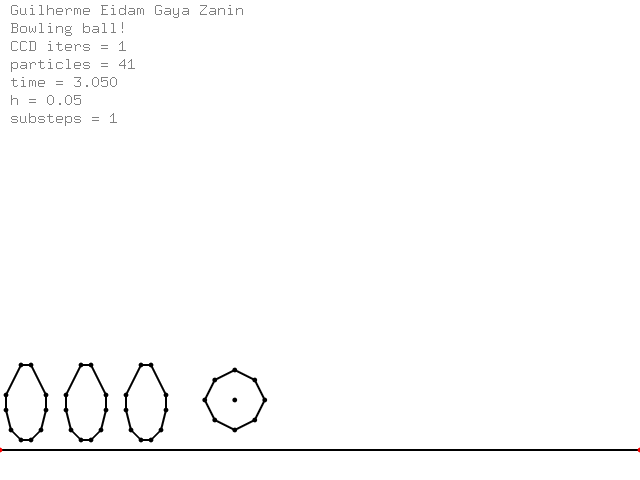 Guilherme Eidam Gaya Zanin
Bowling ball!
CCD iters = 1
particles = 41
time = 3.050
h = 0.05
substeps = 1